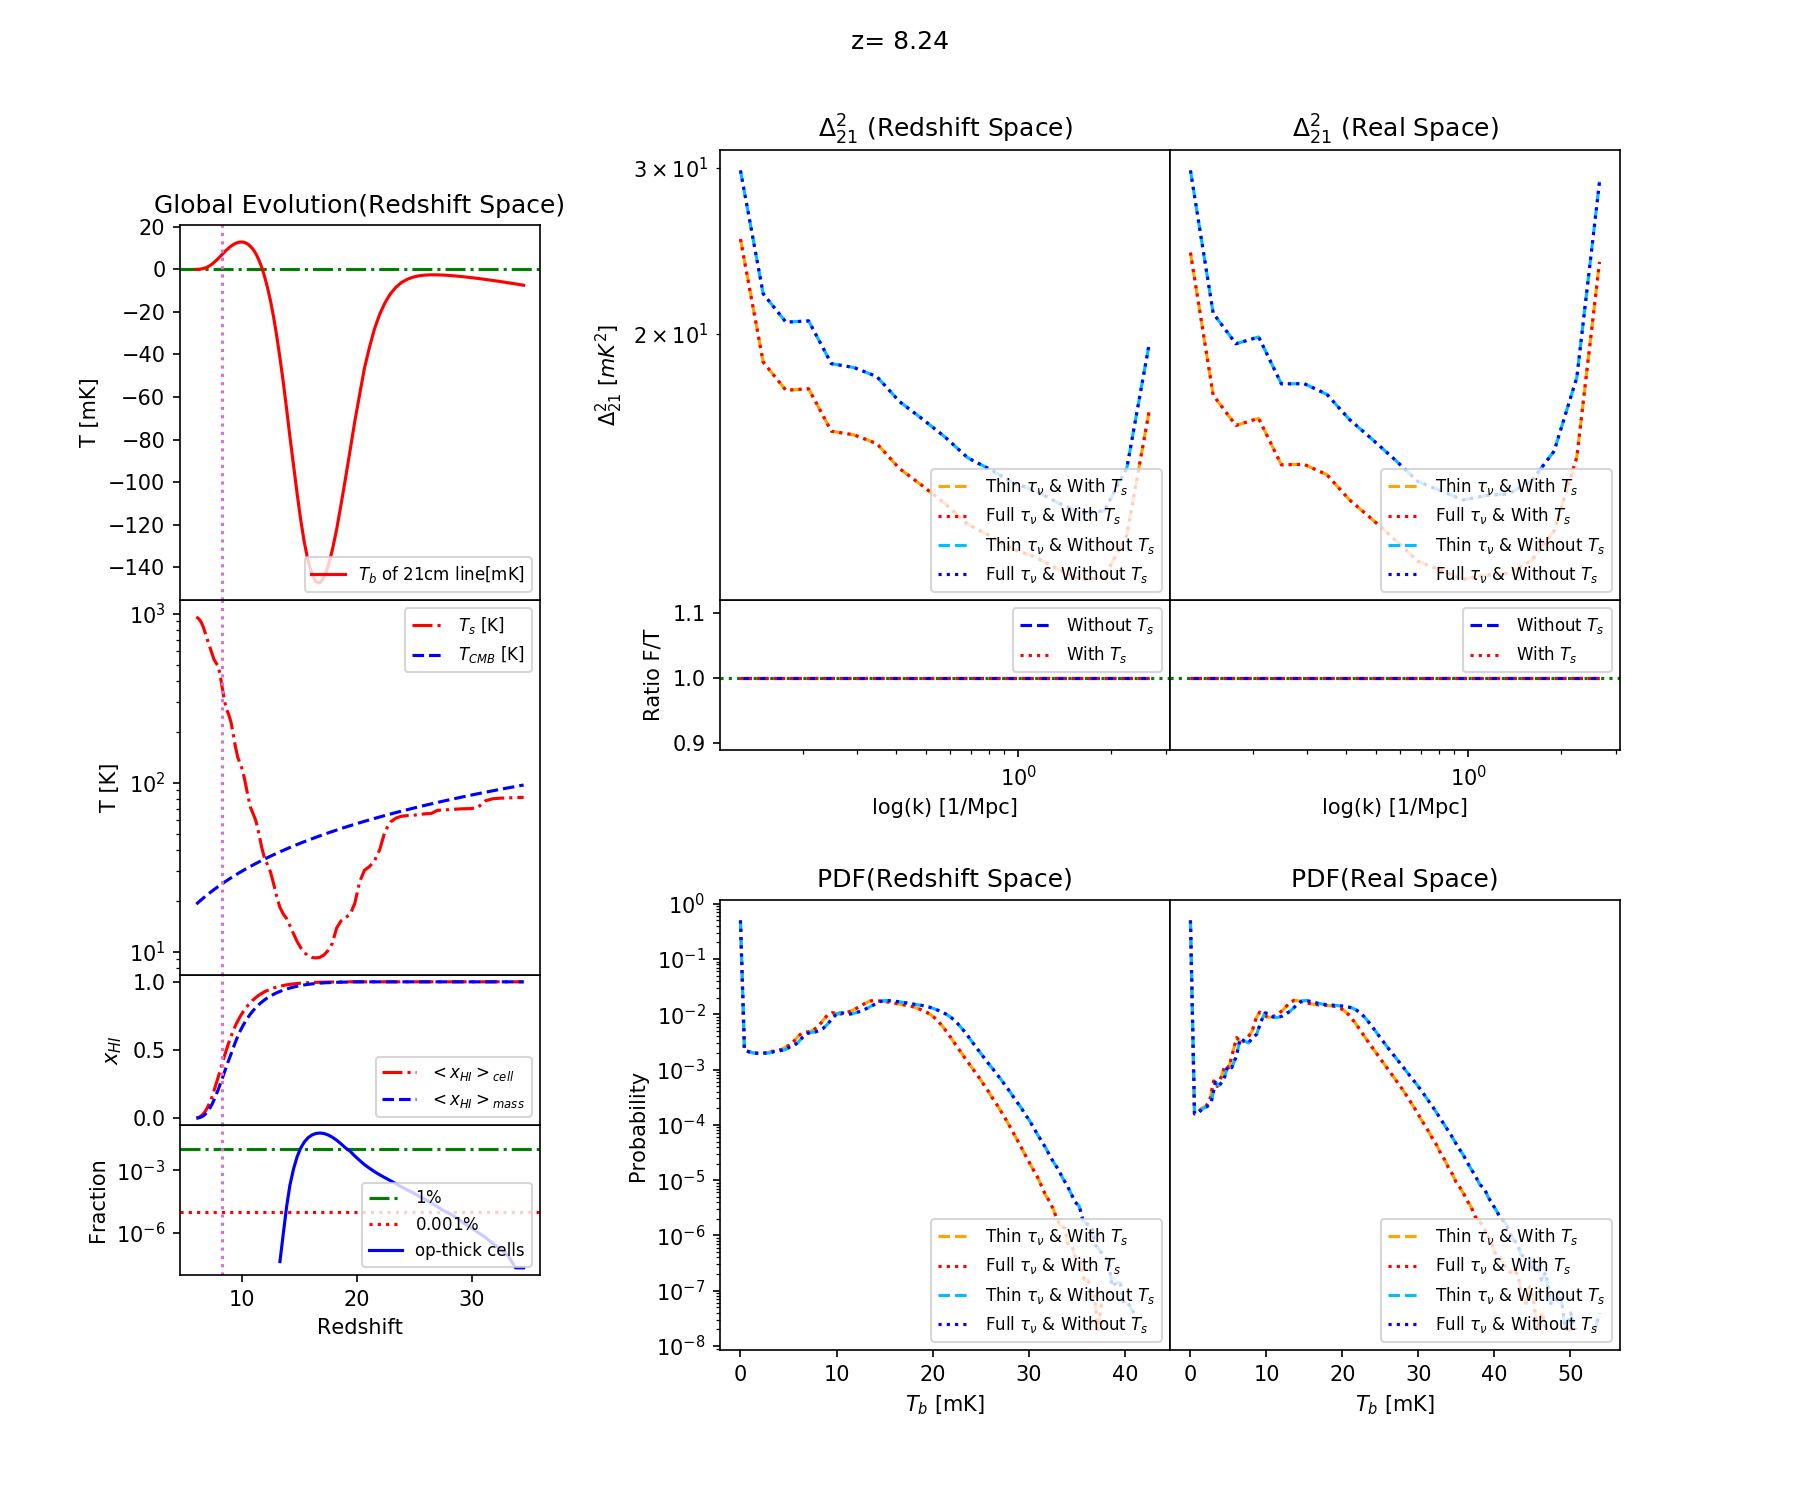 z= 8.24
Global Evolution(Redshift Space)
20
0
−20
−40
−60
−80
−100
−120
−140
T [mK]
T_b of 21cm line[mK]
10^3
10^2
10^1
T [K]
T_s [K]
T_CMB [K]
1.0
0.5
0.0
x_HI
< x_HI >_cell
< x_HI >_mass
10^−3
10^−6
Fraction
1%
0.001%
op-thick cells
10 20 30
Redshift
Δ²_21 (Redshift Space)
Δ²_21 (Real Space)
3 × 10^1
2 × 10^1
Δ²_21 [mK²]
Thin τ_ν & With T_s
Full τ_ν & With T_s
Thin τ_ν & Without T_s
Full τ_ν & Without T_s
Thin τ_ν & With T_s
Full τ_ν & With T_s
Thin τ_ν & Without T_s
Full τ_ν & Without T_s
1.1
1.0
0.9
Ratio F/T
Without T_s
With T_s
Without T_s
With T_s
10^0
10^0
log(k) [1/Mpc]
log(k) [1/Mpc]
PDF(Redshift Space)
PDF(Real Space)
10^0
10^−1
10^−2
10^−3
10^−4
10^−5
10^−6
10^−7
10^−8
Probability
Thin τ_ν & With T_s
Full τ_ν & With T_s
Thin τ_ν & Without T_s
Full τ_ν & Without T_s
Thin τ_ν & With T_s
Full τ_ν & With T_s
Thin τ_ν & Without T_s
Full τ_ν & Without T_s
0 10 20 30 40
0 10 20 30 40 50
T_b [mK]
T_b [mK]